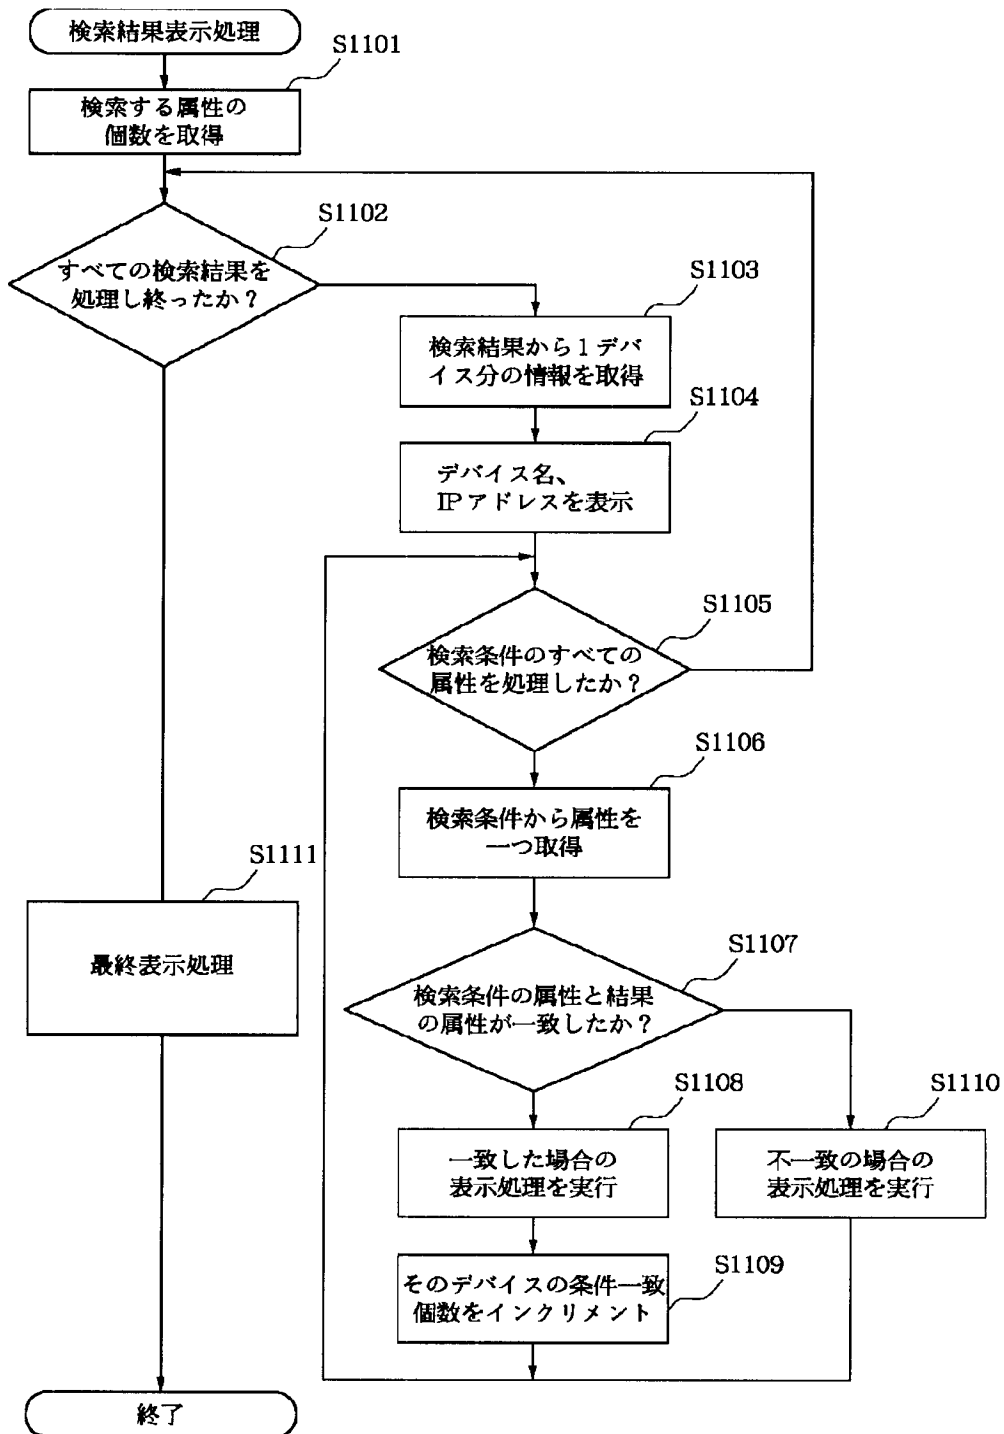 検索結果表示処理
S1101
検索する属性の
個数を取得
S1102
すべての検索結果を
処理し終ったか？
S1103
検索結果から１デバ
イス分の情報を取得
S1104
デバイス名、
IPアドレスを表示
S1105
検索条件のすべての
属性を処理したか？
S1106
検索条件から属性を
一つ取得
S1111
最終表示処理
S1107
検索条件の属性と結果
の属性が一致したか？
S1108
一致した場合の
表示処理を実行
S1110
不一致の場合の
表示処理を実行
S1109
そのデバイスの条件一致
個数をインクリメント
終了